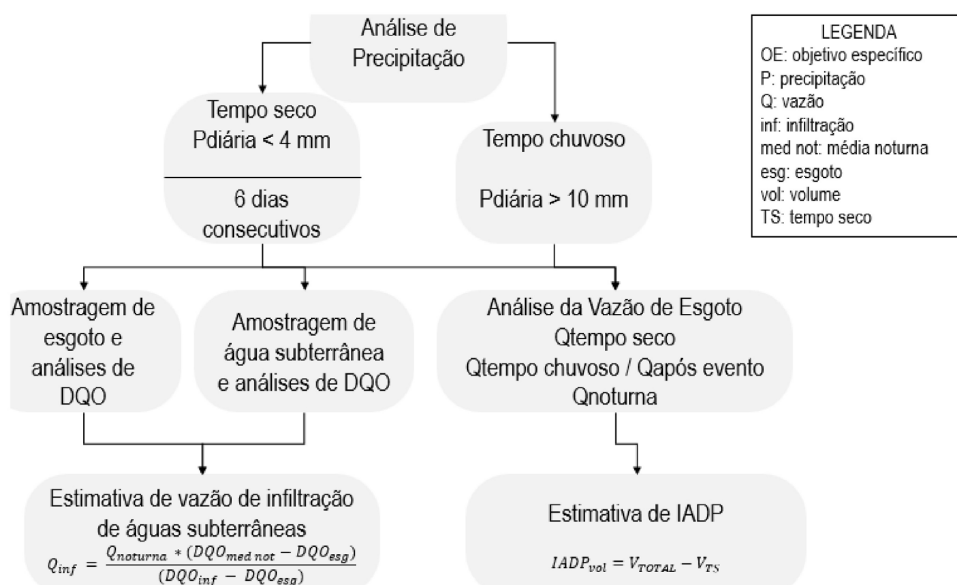 Análise de
Precipitação
LEGENDA
OE: objetivo específico
P: precipitação
Q: vazão
inf: infiltração
med not: média noturna
esg: esgoto
vol: volume
TS: tempo seco
Tempo seco
Pdiária < 4 mm
6 dias
consecutivos
Tempo chuvoso
Pdiária > 10 mm
Amostragem de
esgoto e
análises de
DQO
Amostragem de
água subterrânea
e análises de DQO
Análise da Vazão de Esgoto
Qtempo seco
Qtempo chuvoso / Qapós evento
Qnoturna
Estimativa de vazão de infiltração
de águas subterrâneas
Q_inf = Q_noturna * (DQO_med not − DQO_esg) / (DQO_inf − DQO_esg)
Estimativa de IADP
IADP_vol = V_TOTAL − V_TS